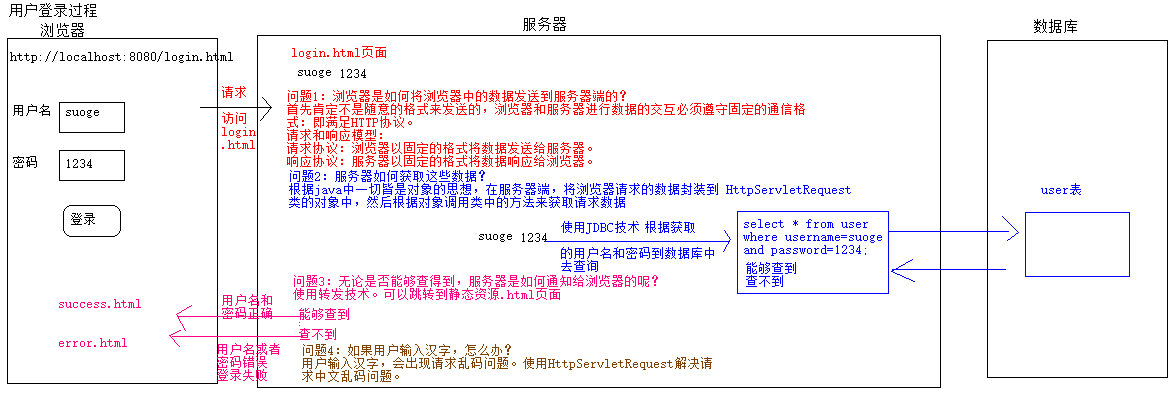 用户登录过程
浏览器
http://localhost:8080/login.html
用户名
suoge
密码
1234
登录
请求
访问
login
.html
服务器
login.html页面
suoge 1234
问题1：浏览器是如何将浏览器中的数据发送到服务器端的？
首先肯定不是随意的格式来发送的，浏览器和服务器进行数据的交互必须遵守固定的通信格
式：即满足HTTP协议。
请求和响应模型：
请求协议：浏览器以固定的格式将数据发送给服务器。
响应协议：服务器以固定的格式将数据响应给浏览器。
问题2：服务器如何获取这些数据？
根据java中一切皆是对象的思想，在服务器端，将浏览器请求的数据封装到 HttpServletRequest
类的对象中，然后根据对象调用类中的方法来获取请求数据
suoge 1234
使用JDBC技术 根据获取
的用户名和密码到数据库中
去查询
select * from user
where username=suoge
and password=1234;
能够查到
查不到
数据库
user表
问题3：无论是否能够查得到，服务器是如何通知给浏览器的呢？
使用转发技术。可以跳转到静态资源.html页面
success.html
用户名和
密码正确
能够查到
error.html
查不到
用户名或者
密码错误
登录失败
问题4：如果用户输入汉字，怎么办？
用户输入汉字，会出现请求乱码问题。使用HttpServletRequest解决请
求中文乱码问题。